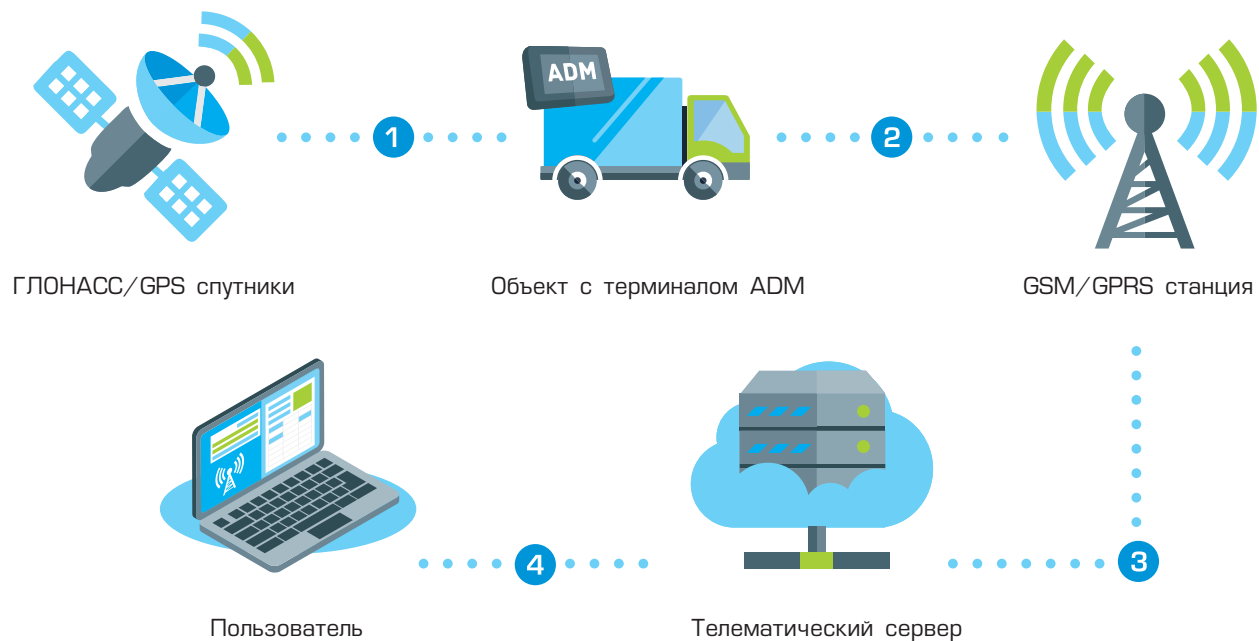 ADM
1
2
ГЛОНАСС/GPS спутники
Объект с терминалом ADM
GSM/GPRS станция
4
3
Пользователь
Телематический сервер